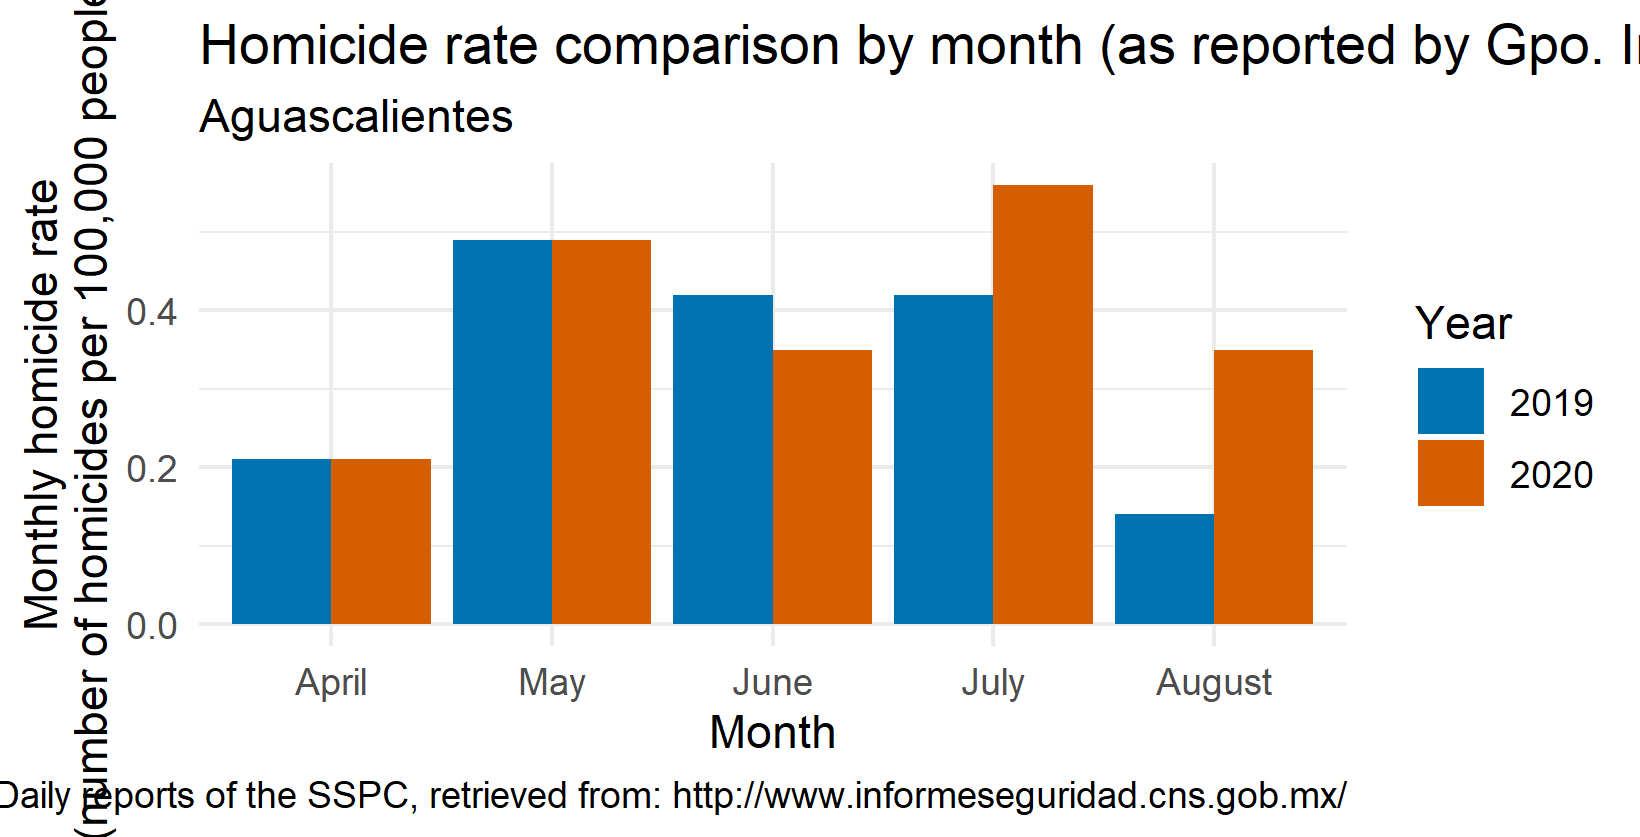 Homicide rate comparison by month (as reported by Gpo.
Aguascalientes
Monthly homicide rate
(number of homicides per 100,000 people
0.4
0.2
0.0
April
May
June
July
August
Month
Year
2019
2020
Daily reports of the SSPC, retrieved from: http://www.informeseguridad.cns.gob.mx/